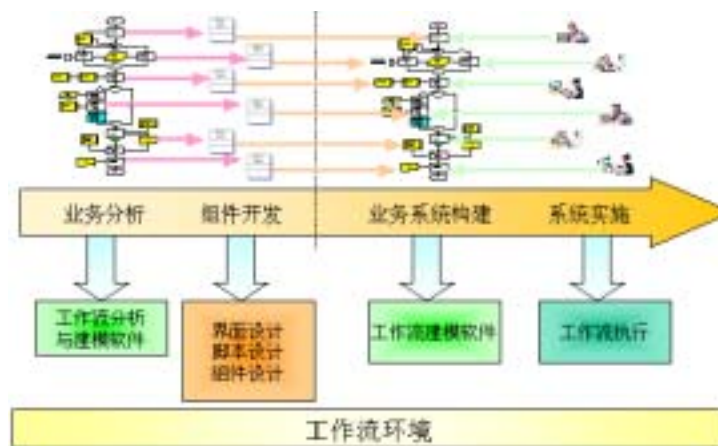 业务分析
组件开发
业务系统构建
系统实施
工作流分析
与建模软件
界面设计
脚本设计
组件设计
工作流建模软件
工作流执行
工作流环境